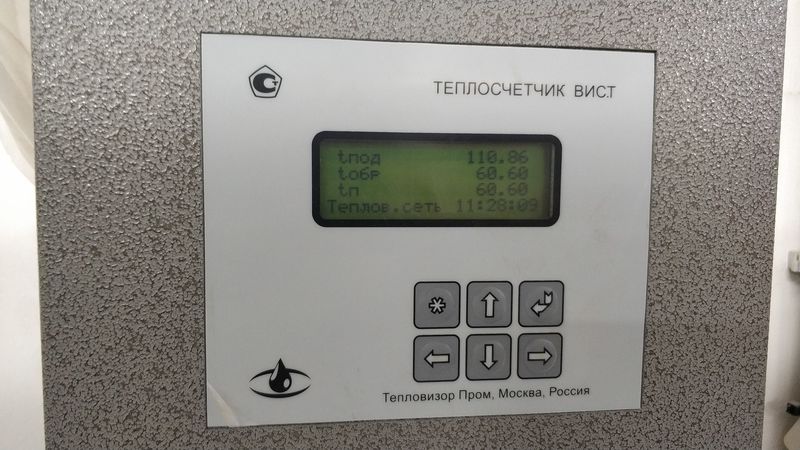 ТЕПЛОСЧЕТЧИК ВИС.Т
tпод 110.86
tобр 60.60
tп 60.60
Теплов.сеть 11:28:09
Тепловизор Пром, Москва, Россия